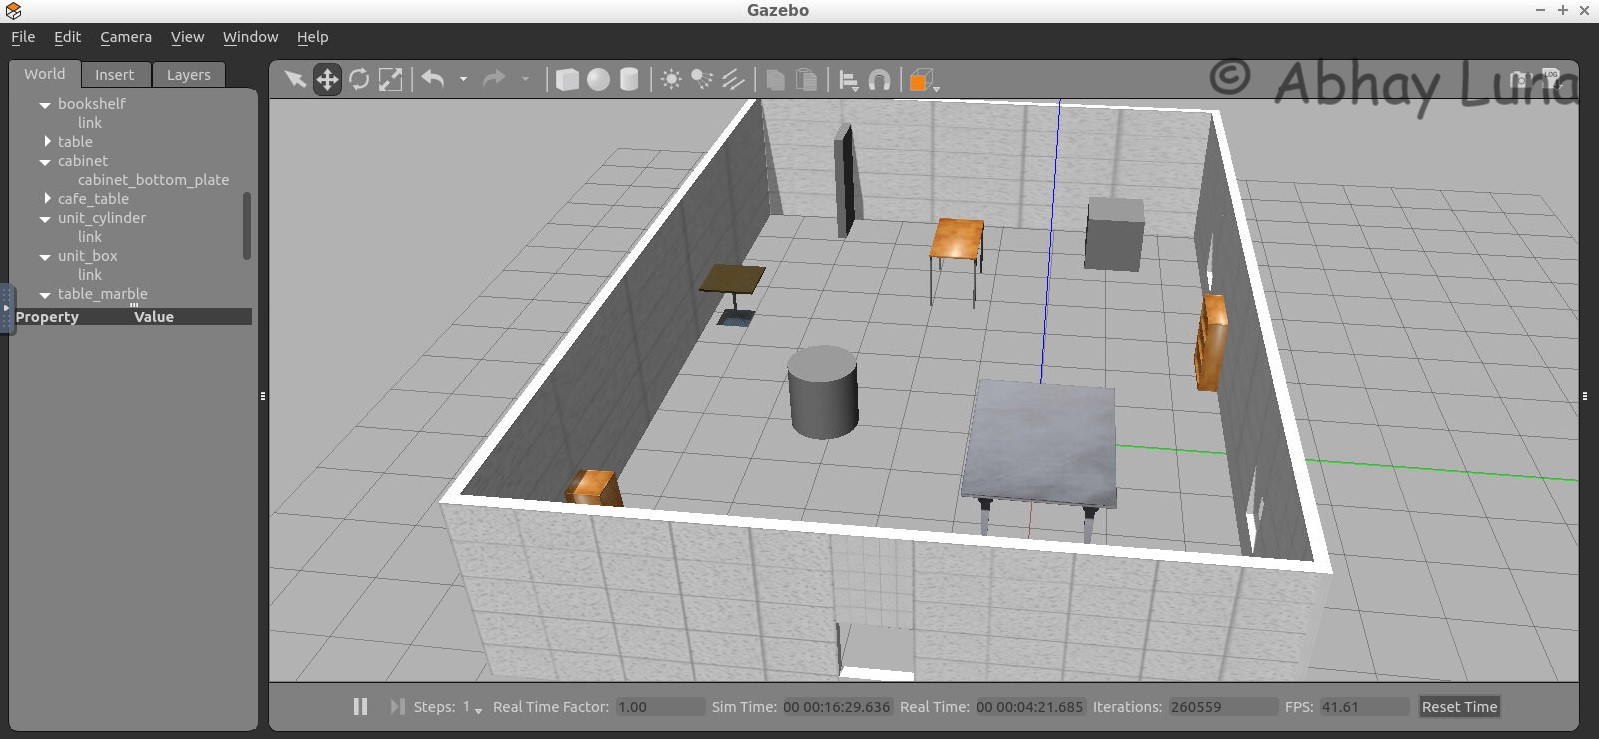 Gazebo
File Edit Camera View Window Help
World Insert Layers
© Abhay Luna
LOG
bookshelf
link
table
cabinet
cabinet_bottom_plate
cafe_table
unit_cylinder
link
unit_box
link
table_marble
Property Value
Steps: 1 Real Time Factor: 1.00 Sim Time: 00 00:16:29.636 Real Time: 00 00:04:21.685 Iterations: 260559 FPS: 41.61 Reset Time